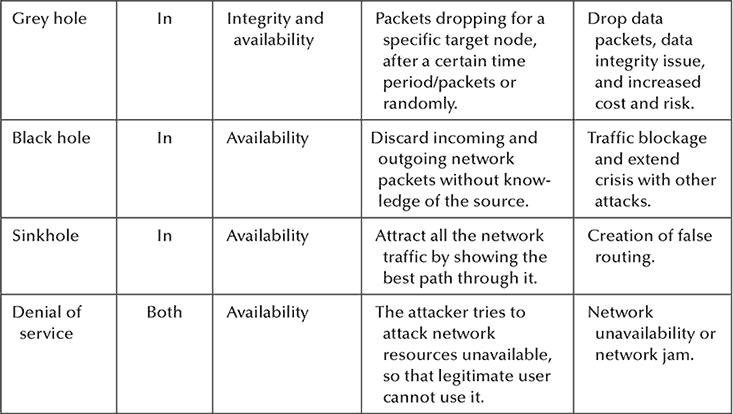 Grey hole
In
Integrity and
availability
Packets dropping for a
specific target node,
after a certain time
period/packets or
randomly.
Drop data
packets, data
integrity issue,
and increased
cost and risk.
Black hole
In
Availability
Discard incoming and
outgoing network
packets without know-
ledge of the source.
Traffic blockage
and extend
crisis with other
attacks.
Sinkhole
In
Availability
Attract all the network
traffic by showing the
best path through it.
Creation of false
routing.
Denial of
service
Both
Availability
The attacker tries to
attack network
resources unavailable,
so that legitimate user
cannot use it.
Network
unavailability or
network jam.